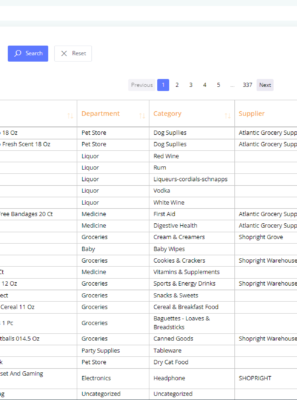 Search Reset
Previous 1 2 3 4 5 ... 337 Next
Department Category Supplier
18 Oz Pet Store Dog Supllies Atlantic Grocery Supp
Fresh Scent 18 Oz Pet Store Dog Supllies Atlantic Grocery Supp
Liquor Red Wine
Liquor Rum
Liquor Liqueurs-cordials-schnapps
Liquor Vodka
Liquor White Wine
ree Bandages 20 Ct Medicine First Aid Atlantic Grocery Supp
Medicine Digestive Health Atlantic Grocery Supp
Groceries Cream & Creamers Shopright Grove
Baby Baby Wipes
Groceries Cookies & Crackers Shopright Warehouse
Ct Medicine Vitamins & Supplements
12 Oz Groceries Sports & Energy Drinks Shopright Warehouse
ect Groceries Snacks & Sweets
Cereal 11 Oz Groceries Cereal & Breakfast Food
1 Pc Groceries Baguettes - Loaves &
Breadsticks
tballs 014.5 Oz Groceries Canned Goods Shopright Warehouse
Party Supplies Tableware
k Pet Store Dry Cat Food
set And Gaming Electronics Headphone SHOPRIGHT
g Uncategorized Uncategorized